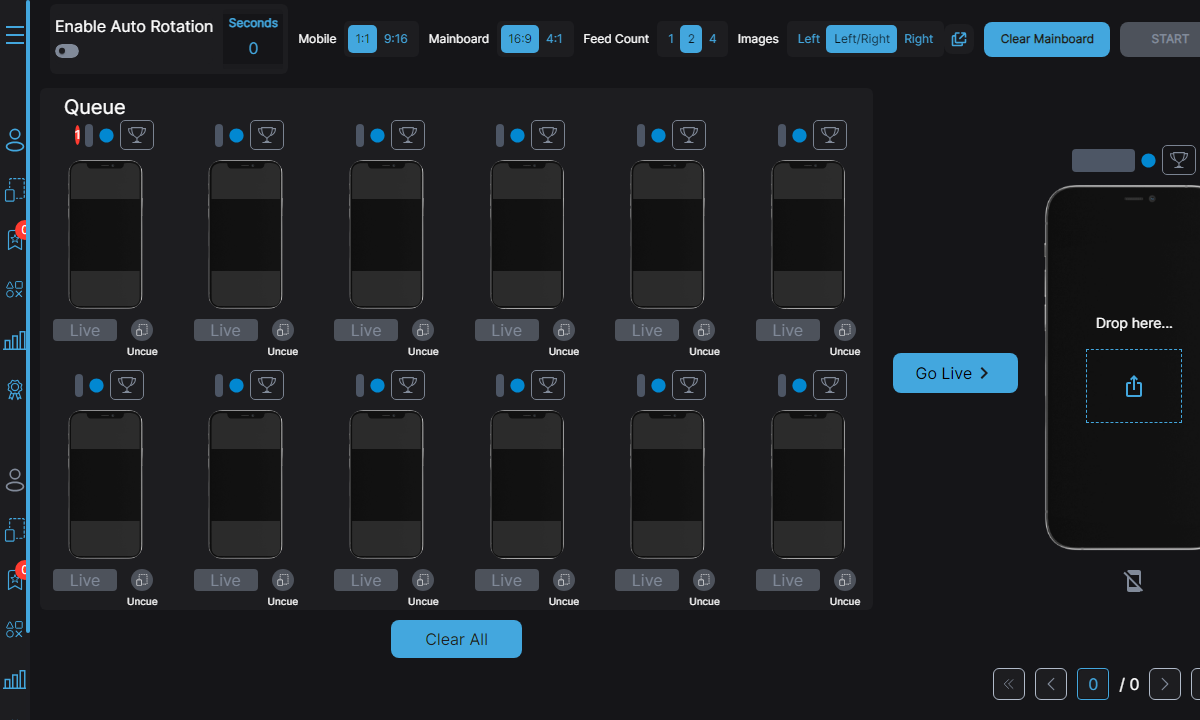 Enable Auto Rotation
Seconds
0
Mobile 1:1 9:16 Mainboard 16:9 4:1 Feed Count 1 2 4 Images Left Left/Right Right Clear Mainboard START
Queue
1
Live Live Live Live Live Live
Uncue Uncue Uncue Uncue Uncue Uncue
Live Live Live Live Live Live
Uncue Uncue Uncue Uncue Uncue Uncue
Clear All
Go Live
Drop here...
0 / 0